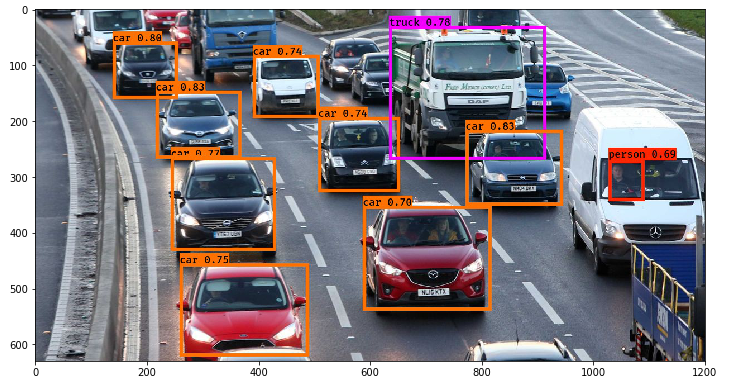 0
truck 0.78
car 0.80
car 0.74
100
car 0.83
DAF
car 0.74
car 0.83
200
car 0.77
person 0.69
300
car 0.70
400
car 0.75
500
600
0 200 400 600 800 1000 1200